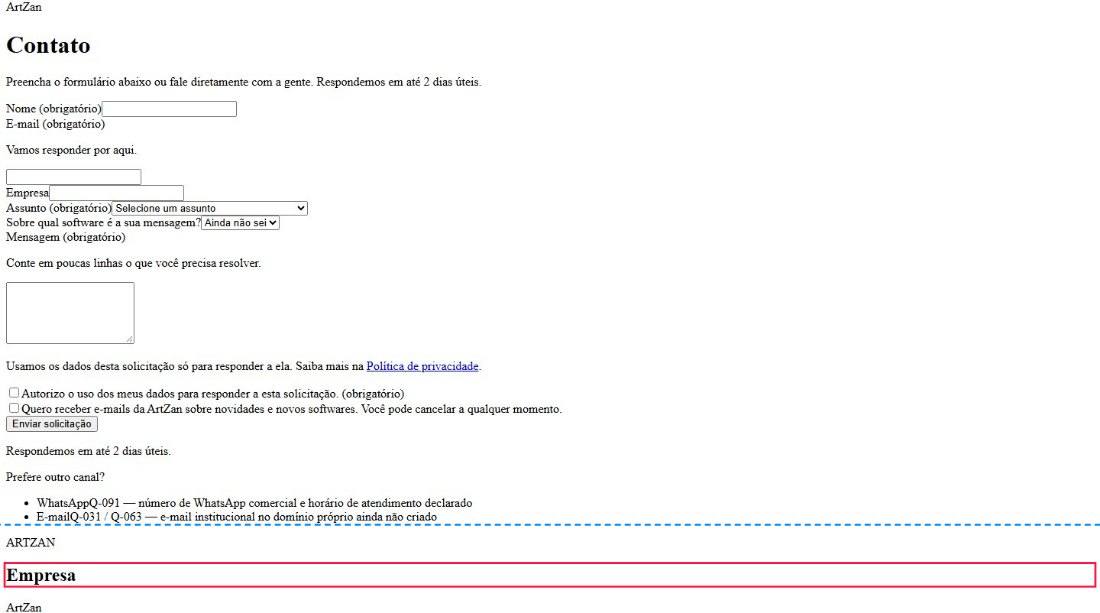 ArtZan
Contato
Preencha o formulário abaixo ou fale diretamente com a gente. Respondemos em até 2 dias úteis.
Nome (obrigatório)
E-mail (obrigatório)
Vamos responder por aqui.
Empresa
Assunto (obrigatório) Selecione um assunto
Sobre qual software é a sua mensagem? Ainda não sei
Mensagem (obrigatório)
Conte em poucas linhas o que você precisa resolver.
Usamos os dados desta solicitação só para responder a ela. Saiba mais na Política de privacidade.
Autorizo o uso dos meus dados para responder a esta solicitação. (obrigatório)
Quero receber e-mails da ArtZan sobre novidades e novos softwares. Você pode cancelar a qualquer momento.
Enviar solicitação
Respondemos em até 2 dias úteis.
Prefere outro canal?
WhatsAppQ-091 — número de WhatsApp comercial e horário de atendimento declarado
E-mailQ-031 / Q-063 — e-mail institucional no domínio próprio ainda não criado
ARTZAN
Empresa
ArtZan